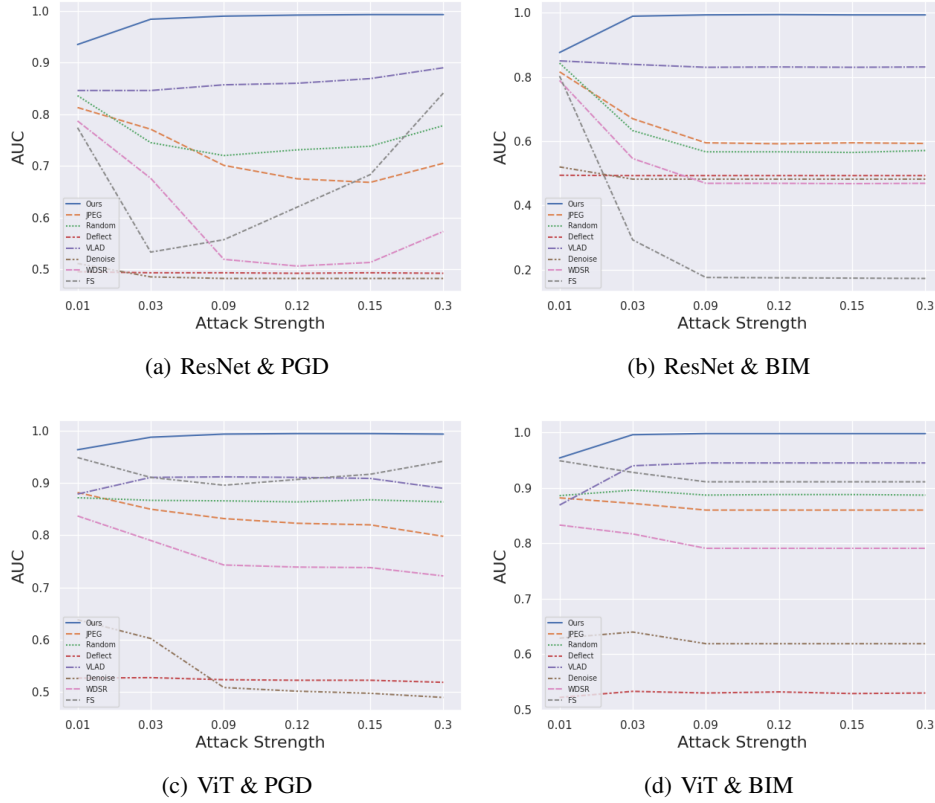 1.0
0.9
0.8
0.7
0.6
0.5
AUC
Ours
JPEG
Random
Deflect
VLAD
Denoise
WDSR
FS
0.01 0.03 0.09 0.12 0.15 0.3
Attack Strength
(a) ResNet & PGD
1.0
0.8
0.6
0.4
0.2
AUC
Ours
JPEG
Random
Deflect
VLAD
Denoise
WDSR
FS
0.01 0.03 0.09 0.12 0.15 0.3
Attack Strength
(b) ResNet & BIM
1.0
0.9
0.8
0.7
0.6
0.5
AUC
Ours
JPEG
Random
Deflect
VLAD
Denoise
WDSR
FS
0.01 0.03 0.09 0.12 0.15 0.3
Attack Strength
(c) ViT & PGD
1.0
0.9
0.8
0.7
0.6
0.5
AUC
Ours
JPEG
Random
Deflect
VLAD
Denoise
WDSR
FS
0.01 0.03 0.09 0.12 0.15 0.3
Attack Strength
(d) ViT & BIM